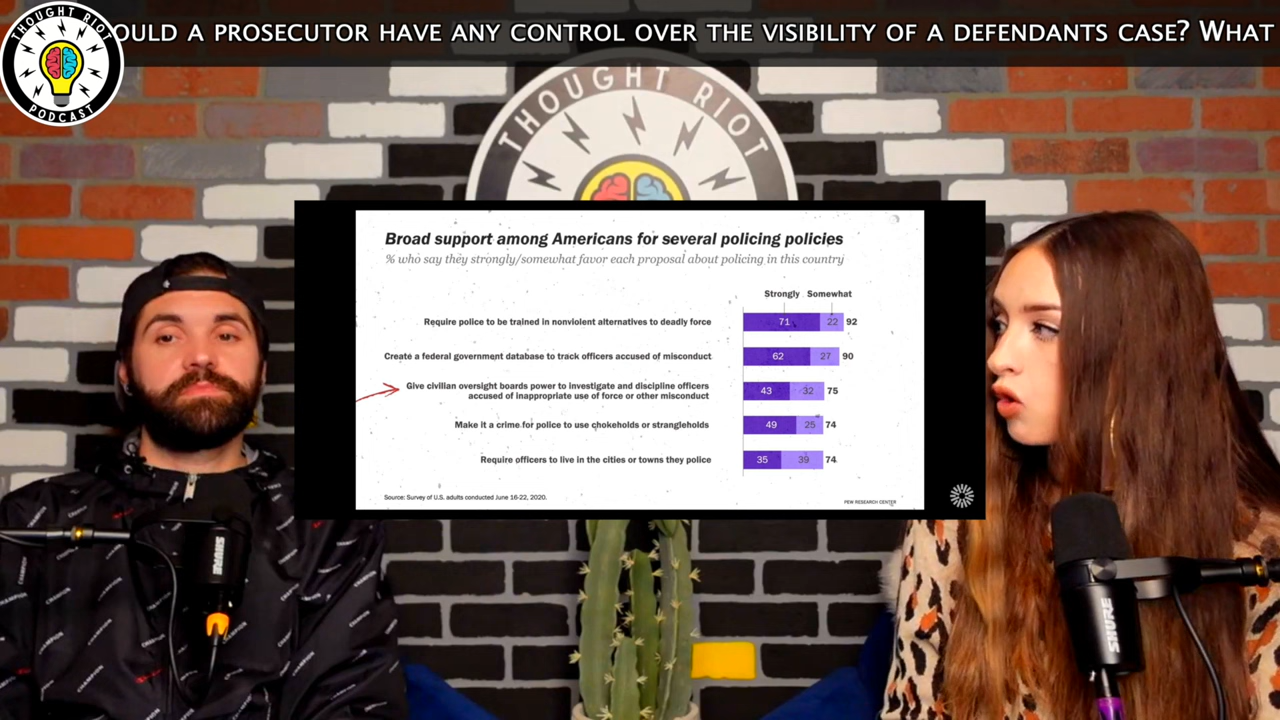 OULD A PROSECUTOR HAVE ANY CONTROL OVER THE VISIBILITY OF A DEFENDANTS CASE? WHAT
THOUGHT RIOT
PODCAST
THOUGHT RIOT
Broad support among Americans for several policing policies
% who say they strongly/somewhat favor each proposal about policing in this country
Strongly Somewhat
Require police to be trained in nonviolent alternatives to deadly force 71 22 92
Create a federal government database to track officers accused of misconduct 62 27 90
Give civilian oversight boards power to investigate and discipline officers
accused of inappropriate use of force or other misconduct 43 32 75
Make it a crime for police to use chokeholds or strangleholds 49 25 74
Require officers to live in the cities or towns they police 35 39 74
Source: Survey of U.S. adults conducted June 16-22, 2020.
PEW RESEARCH CENTER
SHURE
SHURE
CHAMPION